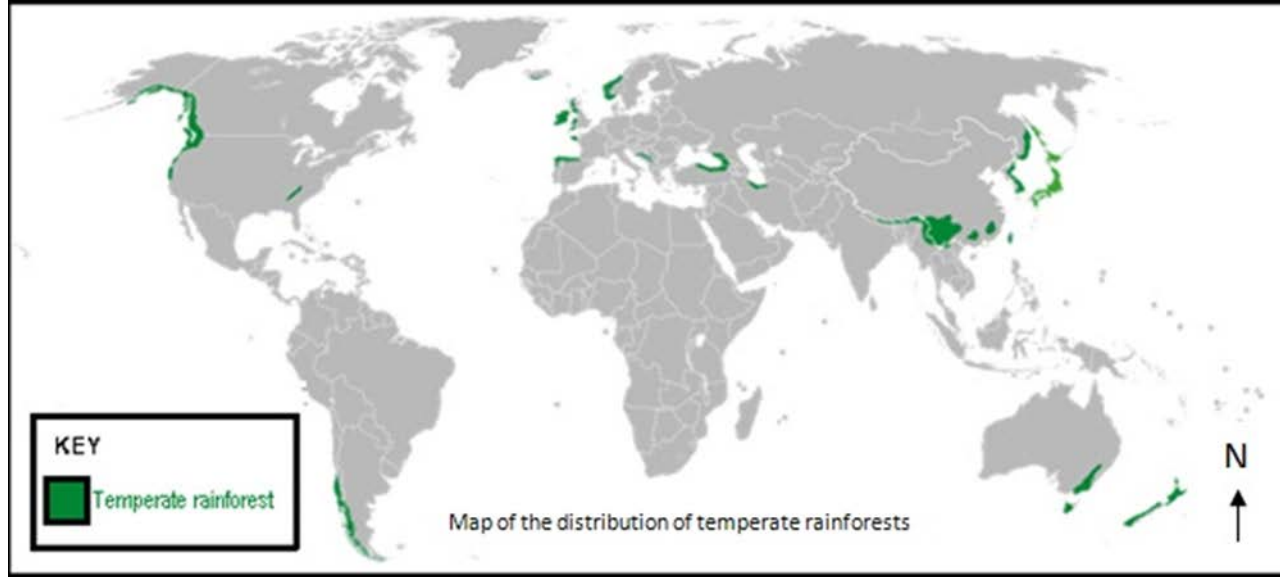 N
KEY
Temperate rainforest
Map of the distribution of temperate rainforests